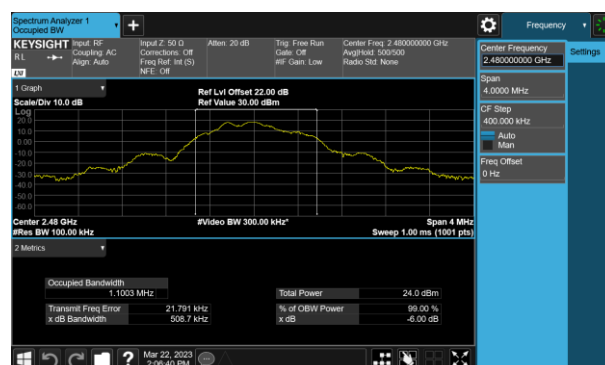 Spectrum Analyzer 1
Occupied BW
Frequency
KEYSIGHT
RL
LXI
Input: RF
Coupling: AC
Align: Auto
Input Z: 50 Ω
Corrections: Off
Freq Ref: Int (S)
NFE: Off
Atten: 20 dB
Trig: Free Run
Gate: Off
#IF Gain: Low
Center Freq: 2.480000000 GHz
Avg|Hold: 500/500
Radio Std: None
Center Frequency
2.480000000 GHz
Settings
Span
4.0000 MHz
CF Step
400.000 kHz
Auto
Man
Freq Offset
0 Hz
1 Graph
Scale/Div 10.0 dB
Ref Lvl Offset 22.00 dB
Ref Value 30.00 dBm
Log
20.0
10.0
0.00
-10.0
-20.0
-30.0
-40.0
-50.0
-60.0
Center 2.48 GHz
#Res BW 100.00 kHz
#Video BW 300.00 kHz*
Span 4 MHz
Sweep 1.00 ms (1001 pts)
2 Metrics
Occupied Bandwidth
1.1003 MHz
Total Power 24.0 dBm
Transmit Freq Error 21.791 kHz
% of OBW Power 99.00 %
x dB Bandwidth 508.7 kHz
x dB -6.00 dB
?
Mar 22, 2023
2:06:40 PM